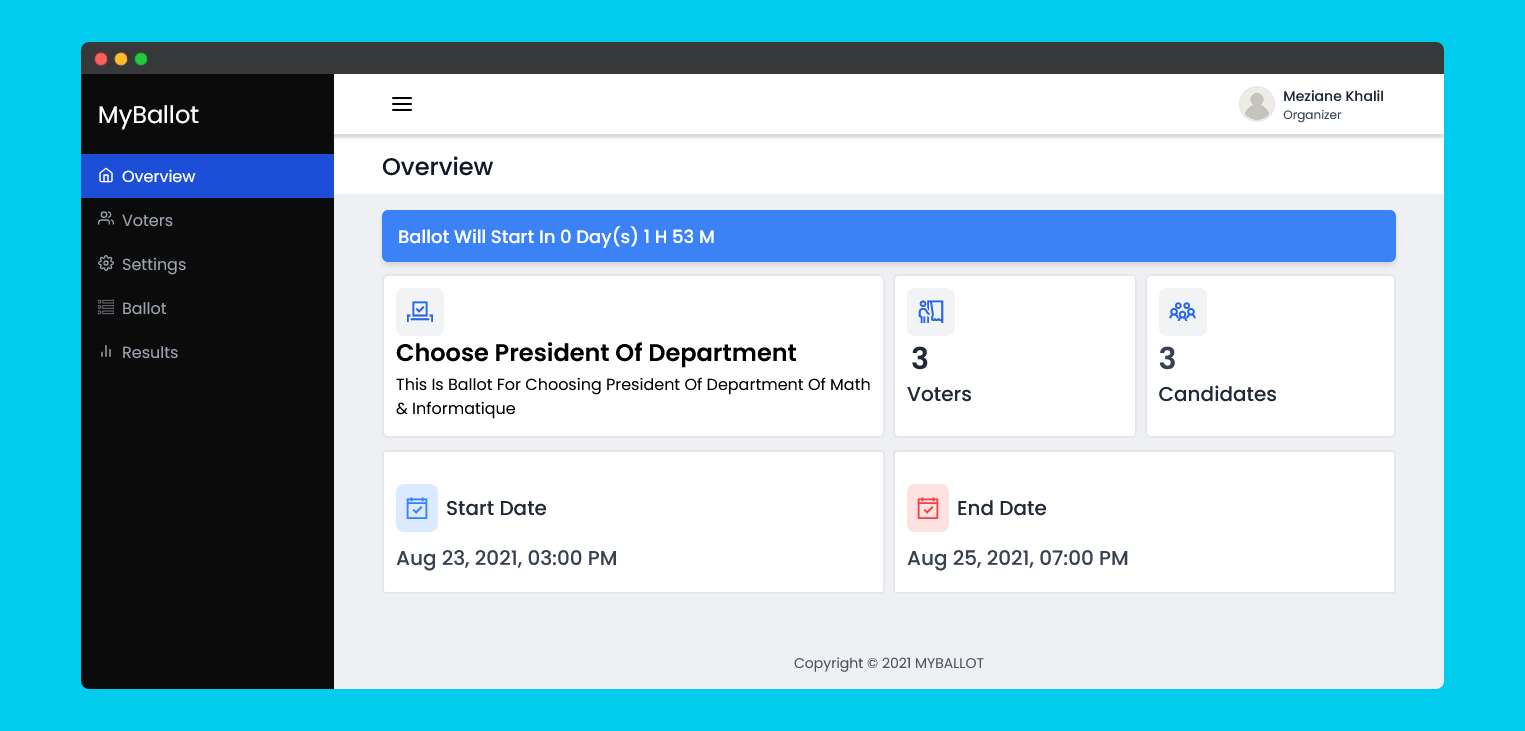 MyBallot
Meziane Khalil
Organizer
Overview
Voters
Settings
Ballot
Results
Overview
Ballot Will Start In 0 Day(s) 1 H 53 M
Choose President Of Department
This Is Ballot For Choosing President Of Department Of Math
& Informatique
3
Voters
3
Candidates
Start Date
Aug 23, 2021, 03:00 PM
End Date
Aug 25, 2021, 07:00 PM
Copyright © 2021 MYBALLOT